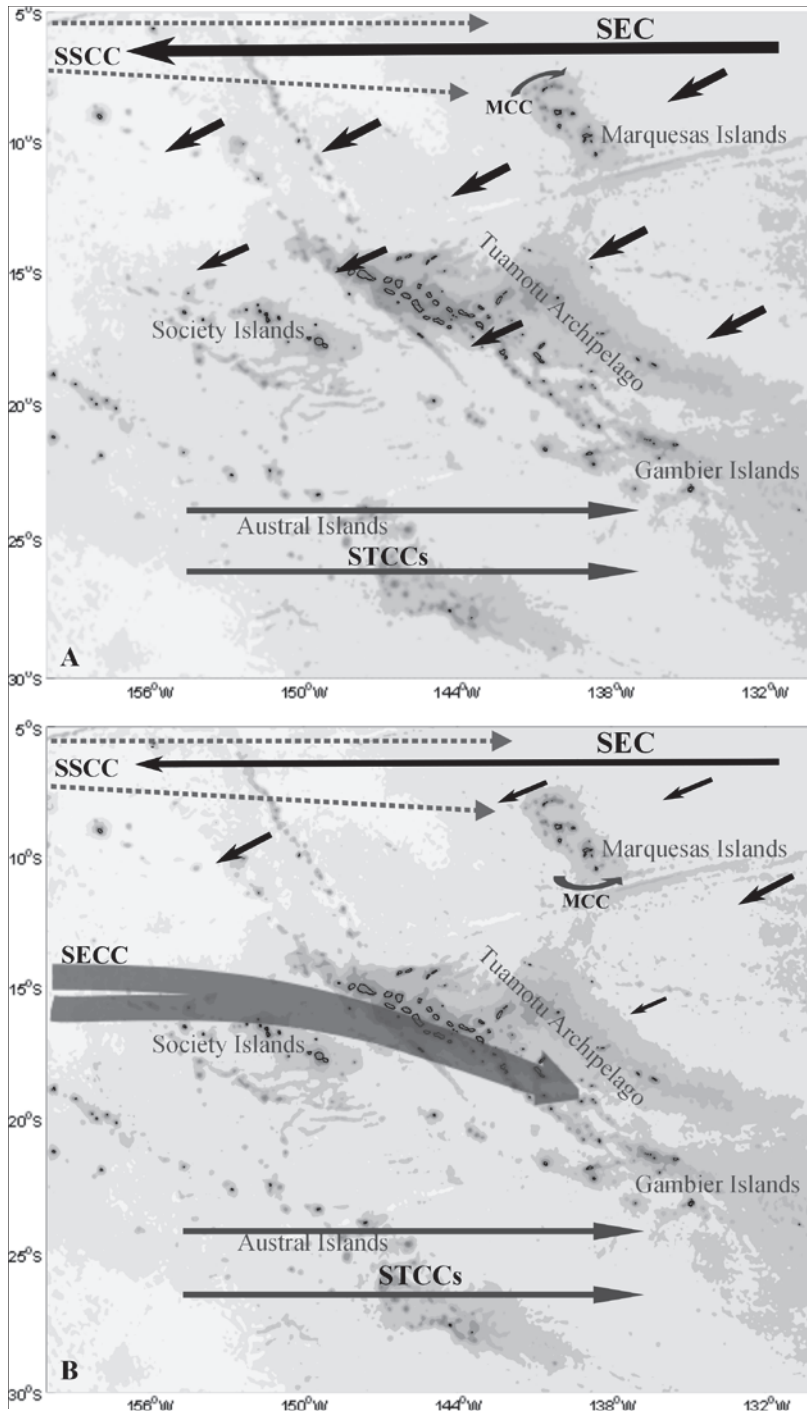 5°S
SEC
SSCC
MCC
Marquesas Islands
10°S
Tuamotu Archipelago
15°S
Society Islands
20°S
Gambier Islands
Austral Islands
25°S
STCCs
A
30°S
156°W 150°W 144°W 138°W 132°W
5°S
SEC
SSCC
Marquesas Islands
10°S
MCC
SECC
Tuamotu Archipelago
15°S
Society Islands
20°S
Gambier Islands
Austral Islands
25°S
STCCs
B
30°S
156°W 150°W 144°W 138°W 132°W